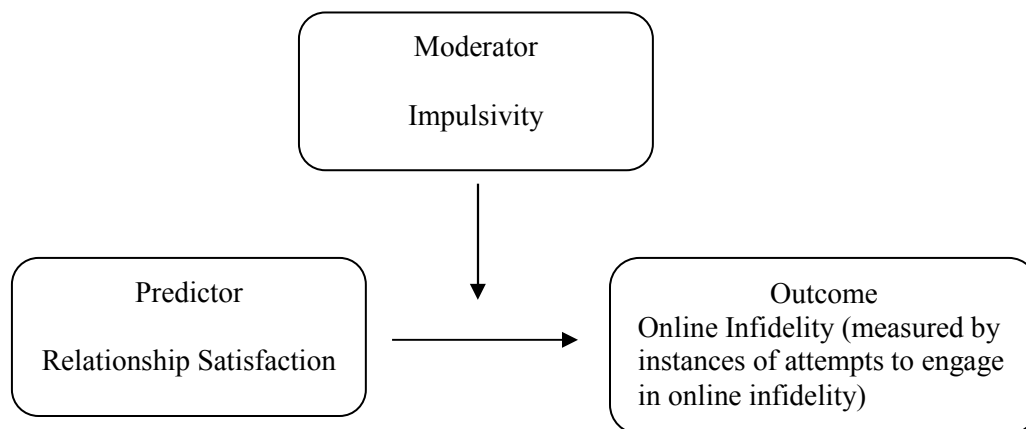 Moderator
Impulsivity
Predictor
Relationship Satisfaction
Outcome
Online Infidelity (measured by
instances of attempts to engage
in online infidelity)